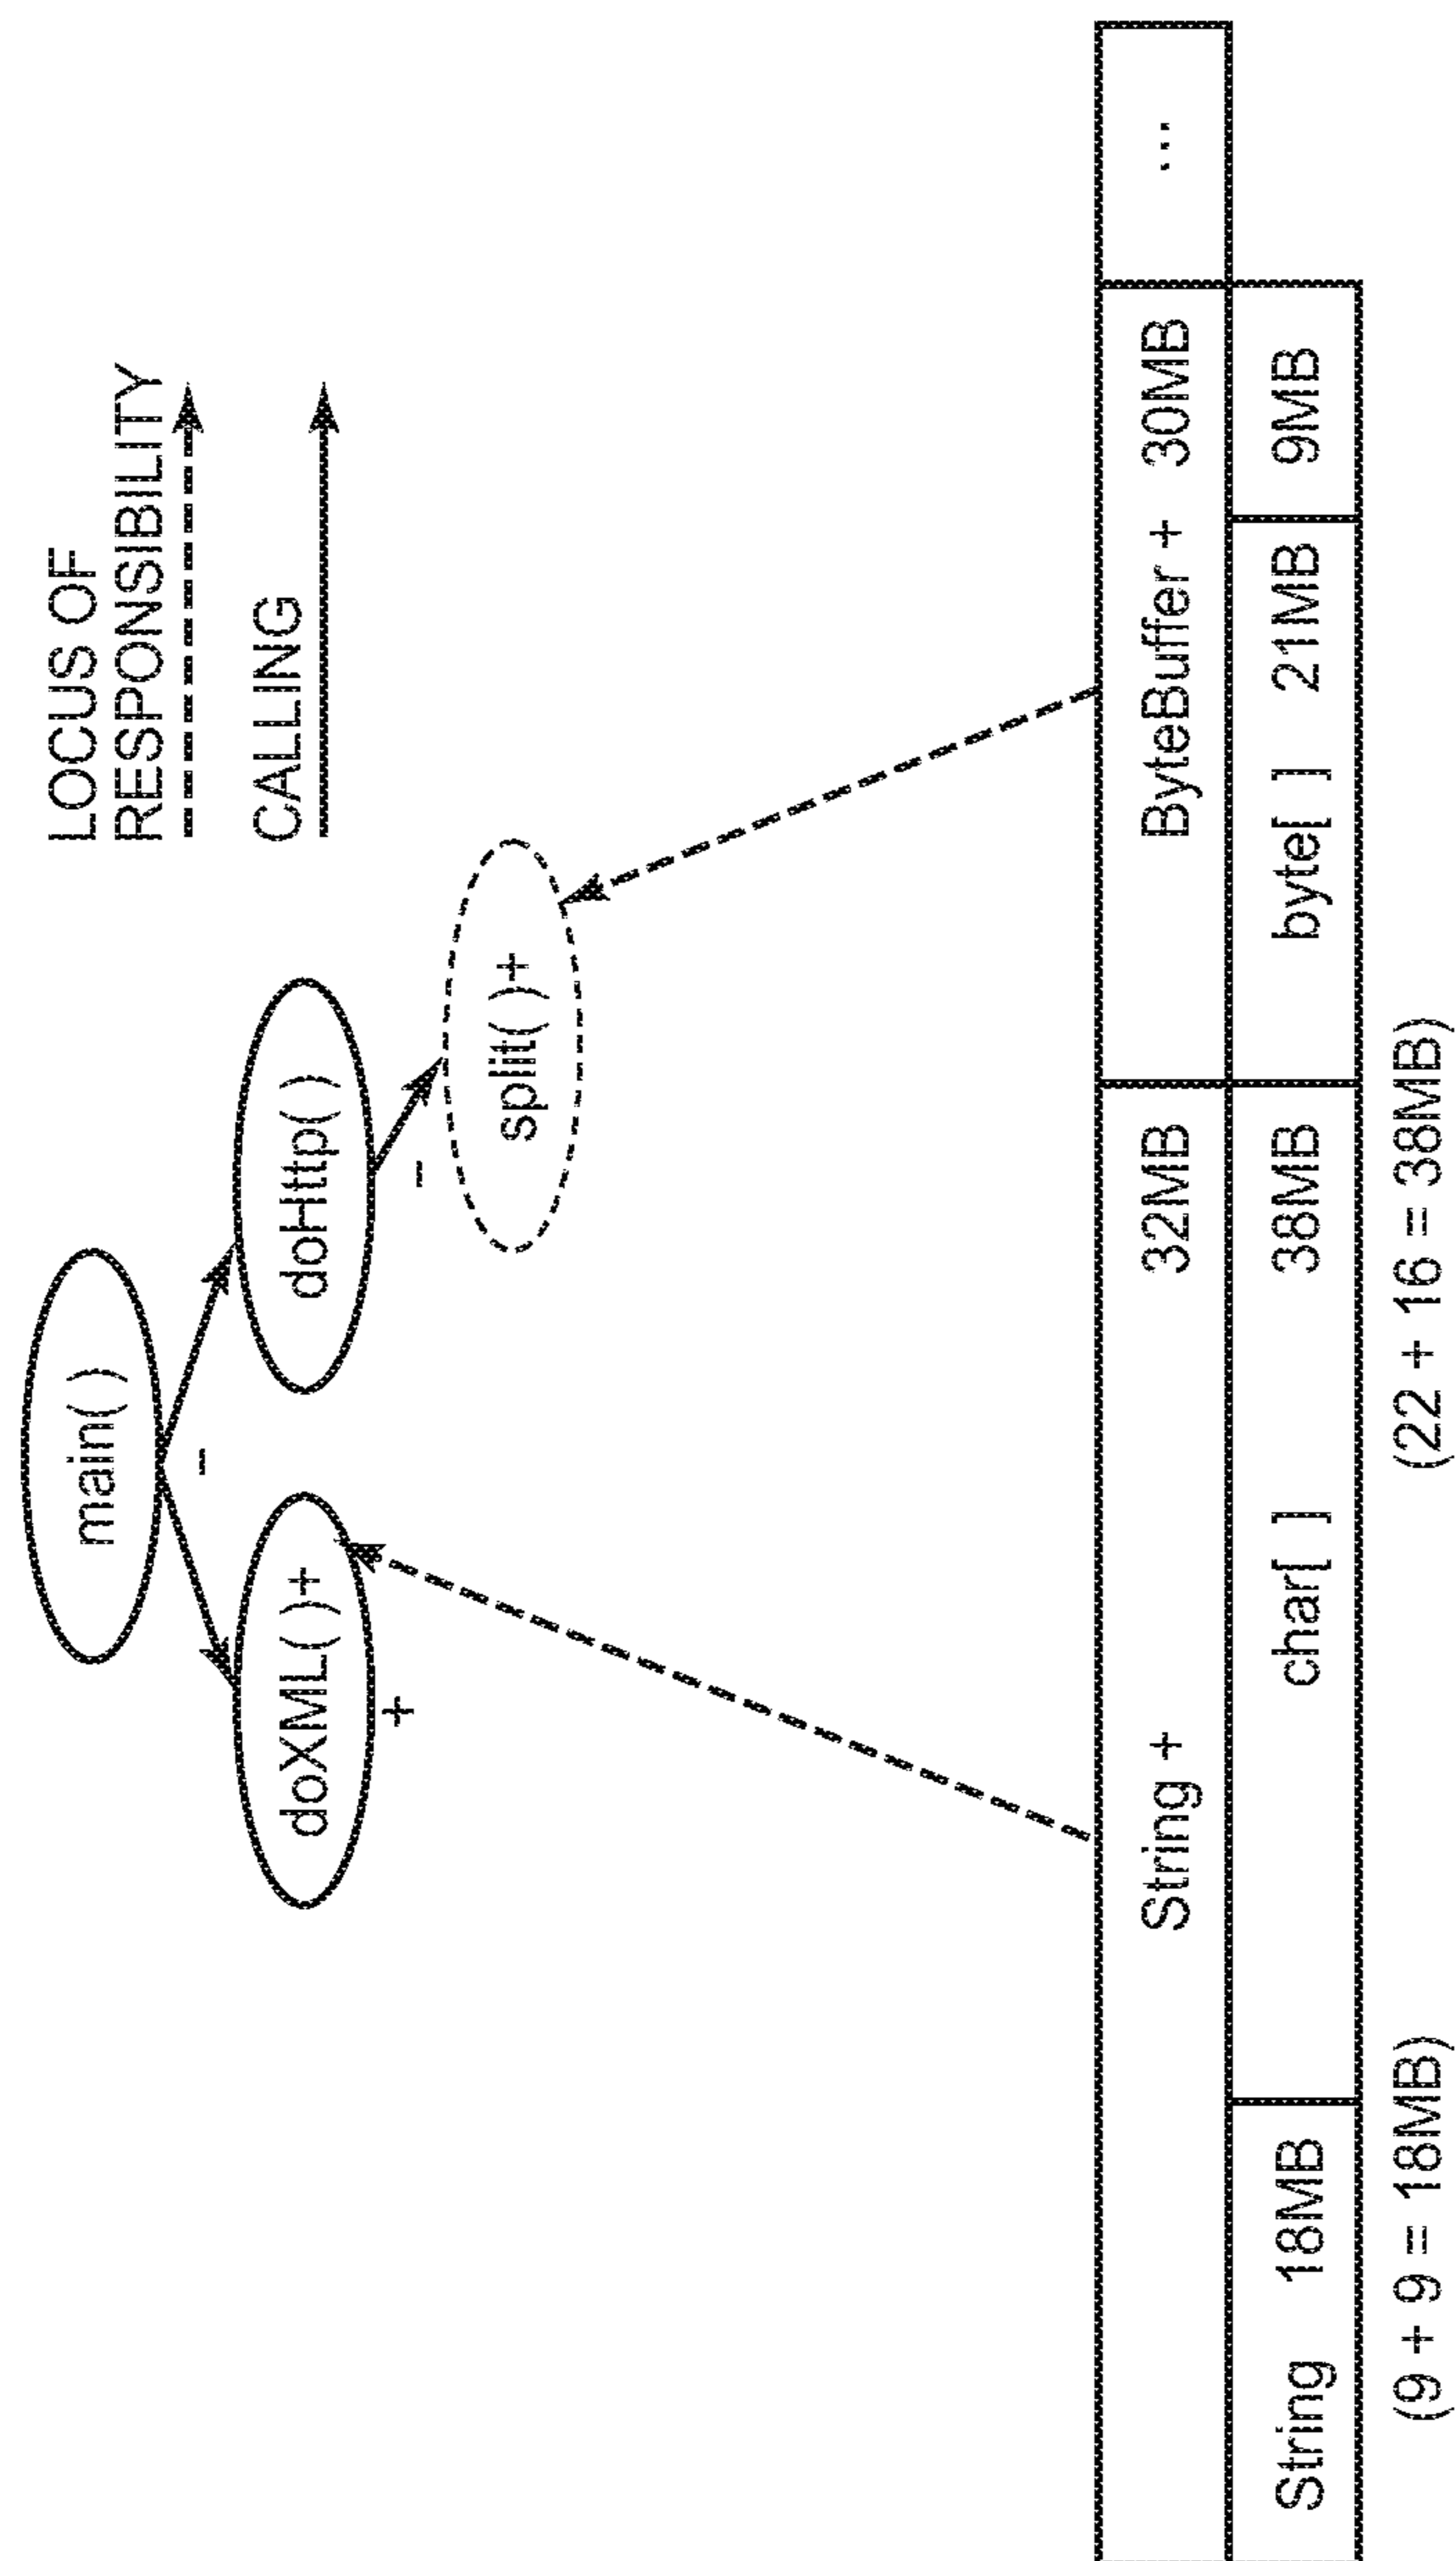 LOCUS OF
RESPONSIBILITY
CALLING
main( )
-
doXML( )+
doHttp( )
+
-
split( )+
String + 32MB ByteBuffer + 30MB ...
String 18MB char[ ] 38MB byte[ ] 21MB 9MB
(9 + 9 = 18MB) (22 + 16 = 38MB)